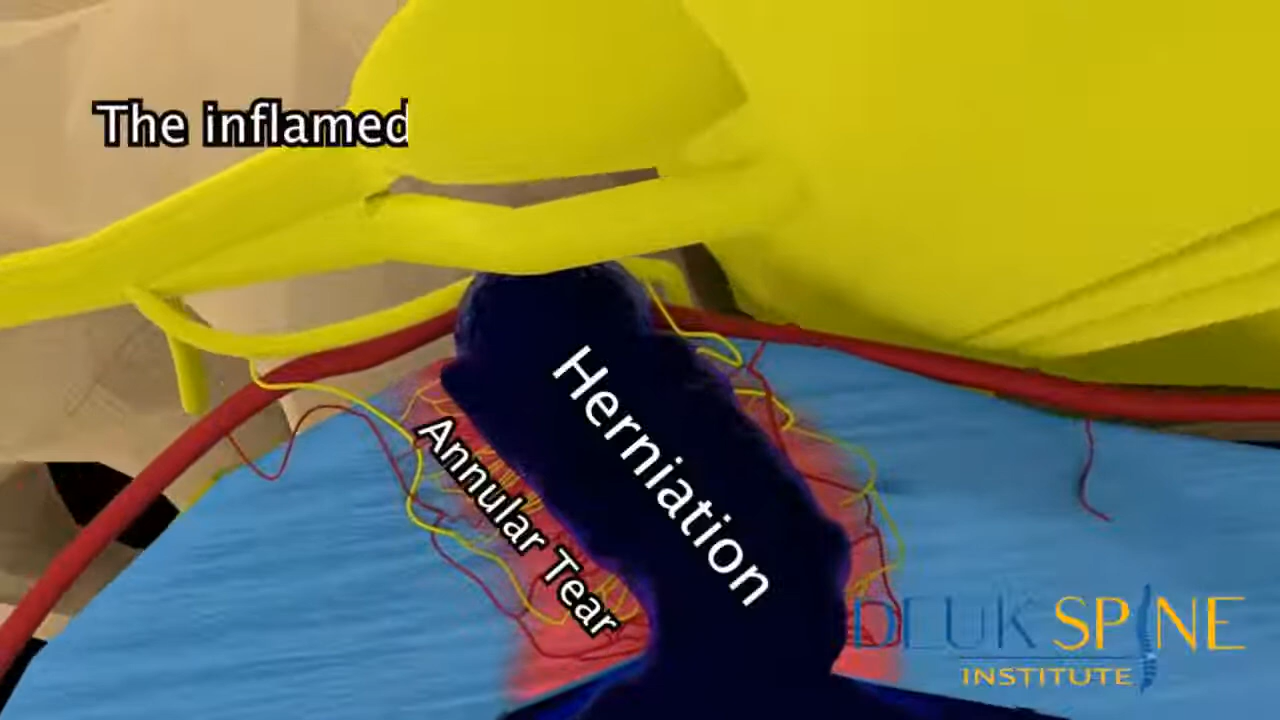 The inflamed
Herniation
Annular Tear
DEUK SPINE
INSTITUTE